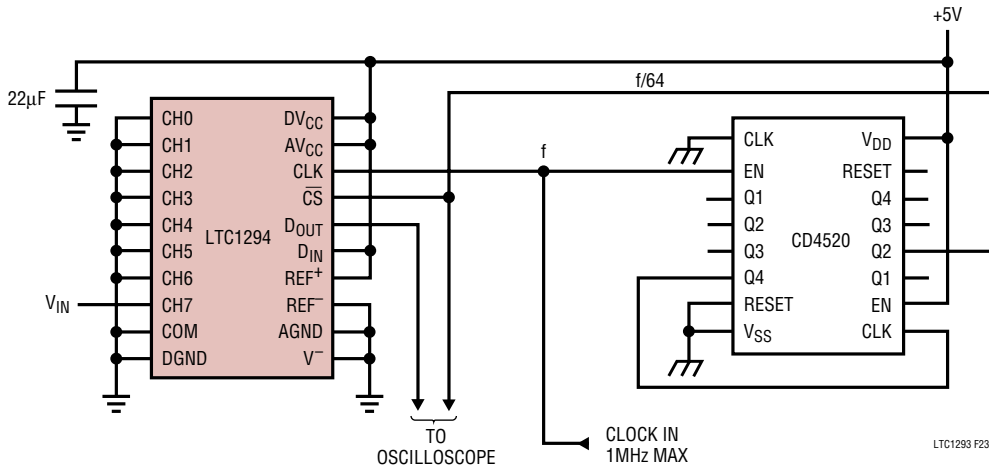 +5V
22µF
f/64
CH0
CH1
CH2
CH3
CH4
CH5
CH6
CH7
COM
DGND
LTC1294
DVCC
AVCC
CLK
CS
DOUT
DIN
REF+
REF–
AGND
V–
VIN
f
CLK
EN
Q1
Q2
Q3
Q4
RESET
VSS
CD4520
VDD
RESET
Q4
Q3
Q2
Q1
EN
CLK
TO
OSCILLOSCOPE
CLOCK IN
1MHz MAX
LTC1293 F23